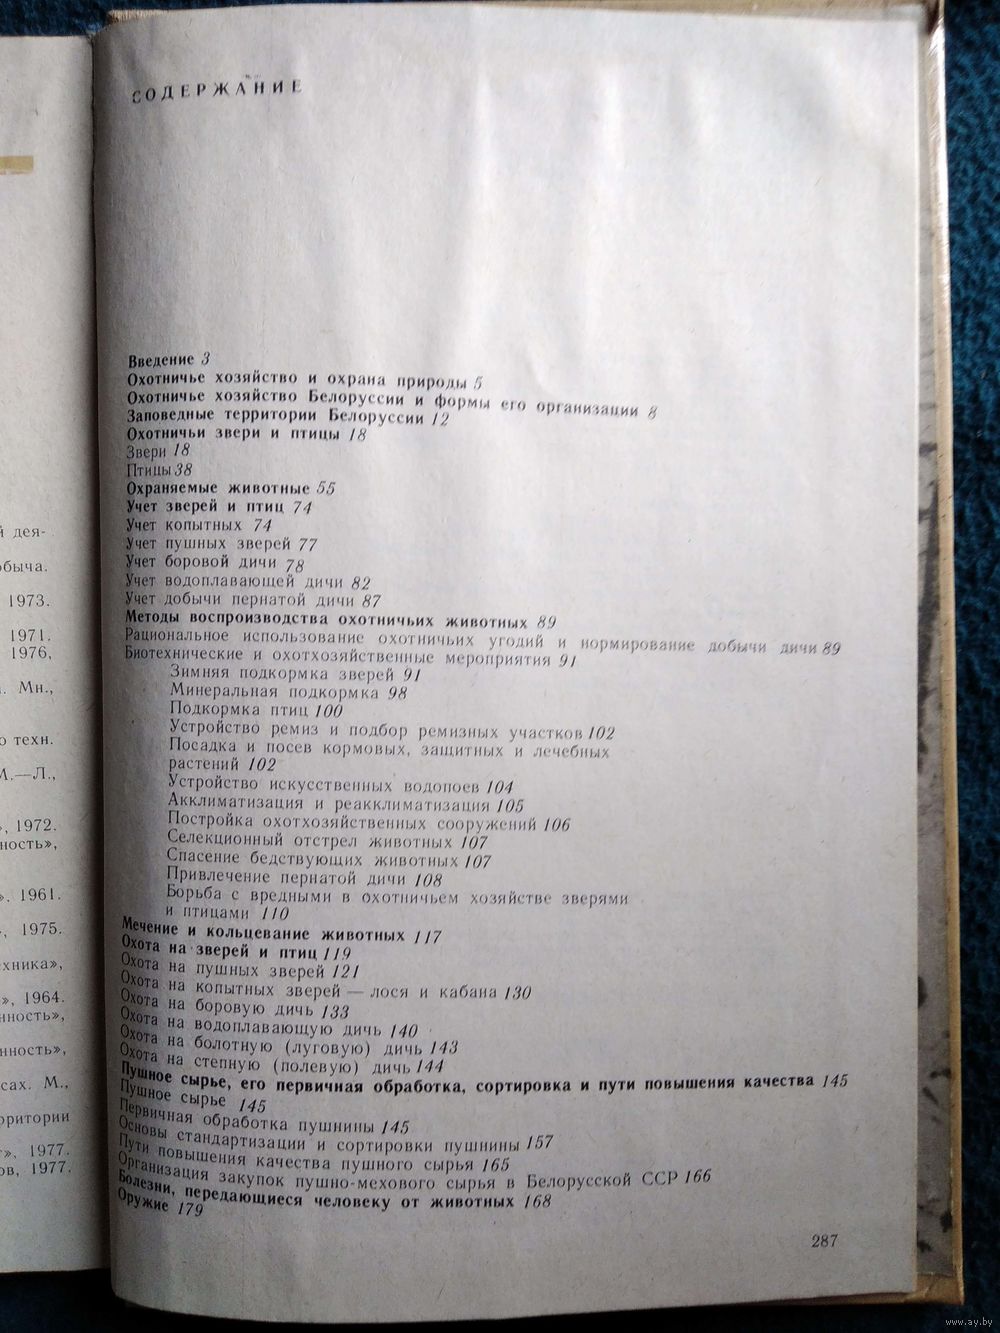 й дея-
обыча.
1973.
1971.
1976,
Мн.,
о техн.
М.—Л.,
», 1972.
ность»,
». 1961.
», 1975.
хника»,
», 1964.
нность»,
нность»,
сах. М.,
рритории
т», 1977.
ов, 1977.
СОДЕРЖАНИЕ
Введение 3
Охотничье хозяйство и охрана природы 5
Охотничье хозяйство Белоруссии и формы его организации 8
Заповедные территории Белоруссии 12
Охотничьи звери и птицы 18
Звери 18
Птицы 38
Охраняемые животные 55
Учет зверей и птиц 74
Учет копытных 74
Учет пушных зверей 77
Учет боровой дичи 78
Учет водоплавающей дичи 82
Учет добычи пернатой дичи 87
Методы воспроизводства охотничьих животных 89
Рациональное использование охотничьих угодий и нормирование добычи дичи 89
Биотехнические и охотхозяйственные мероприятия 91
Зимняя подкормка зверей 91
Минеральная подкормка 98
Подкормка птиц 100
Устройство ремиз и подбор ремизных участков 102
Посадка и посев кормовых, защитных и лечебных
растений 102
Устройство искусственных водопоев 104
Акклиматизация и реакклиматизация 105
Постройка охотхозяйственных сооружений 106
Селекционный отстрел животных 107
Спасение бедствующих животных 107
Привлечение пернатой дичи 108
Борьба с вредными в охотничьем хозяйстве зверями
и птицами 110
Мечение и кольцевание животных 117
Охота на зверей и птиц 119
Охота на пушных зверей 121
Охота на копытных зверей — лося и кабана 130
Охота на боровую дичь 133
Охота на водоплавающую дичь 140
Охота на болотную (луговую) дичь 143
Охота на степную (полевую) дичь 144
Пушное сырье, его первичная обработка, сортировка и пути повышения качества 145
Пушное сырье 145
Первичная обработка пушнины 145
Основы стандартизации и сортировки пушнины 157
Пути повышения качества пушного сырья 165
Организация закупок пушно-мехового сырья в Белорусской ССР 166
Болезни, передающиеся человеку от животных 168
Оружие 179
287
www.ay.by